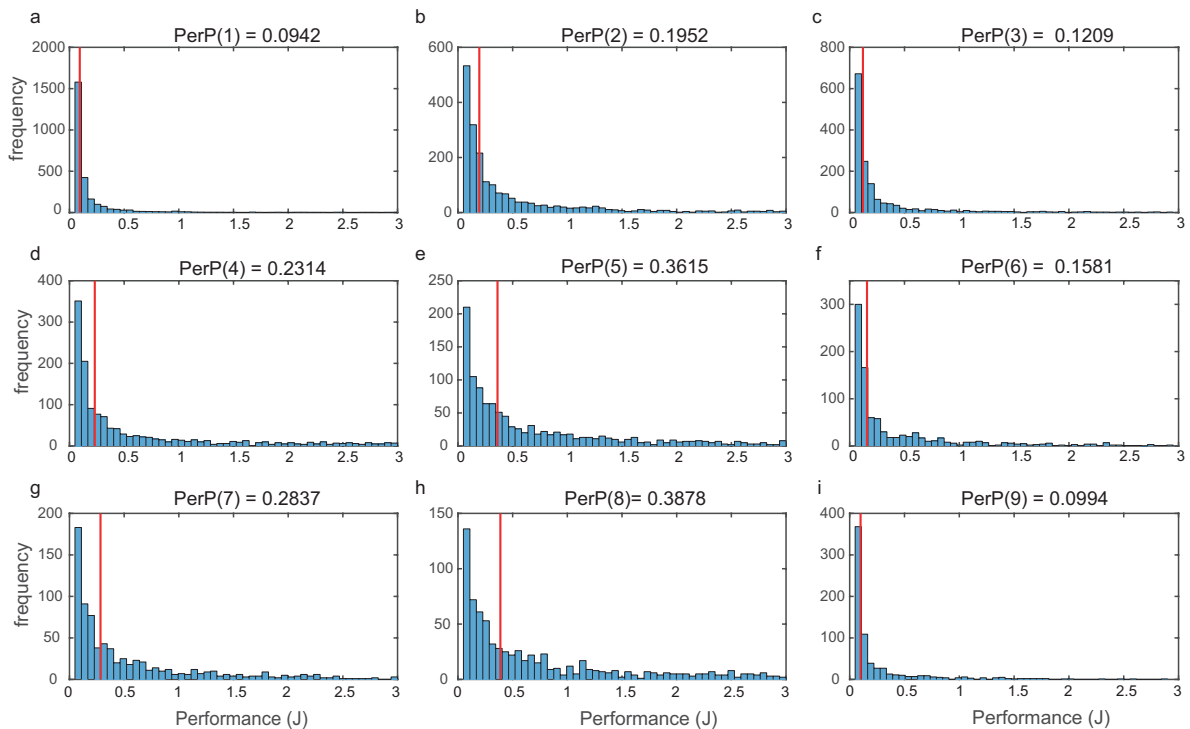 a
b
c
PerP(1) = 0.0942
PerP(2) = 0.1952
PerP(3) = 0.1209
2000
1500
1000
500
0
frequency
0 0.5 1 1.5 2 2.5 3
600
400
200
0
0 0.5 1 1.5 2 2.5 3
800
600
400
200
0
0 0.5 1 1.5 2 2.5 3
d
e
f
PerP(4) = 0.2314
PerP(5) = 0.3615
PerP(6) = 0.1581
400
300
200
100
0
frequency
0 0.5 1 1.5 2 2.5 3
250
200
150
100
50
0
0 0.5 1 1.5 2 2.5 3
300
200
100
0
0 0.5 1 1.5 2 2.5 3
g
h
i
PerP(7) = 0.2837
PerP(8)= 0.3878
PerP(9) = 0.0994
200
150
100
50
0
frequency
0 0.5 1 1.5 2 2.5 3
Performance (J)
150
100
50
0
0 0.5 1 1.5 2 2.5 3
Performance (J)
400
300
200
100
0
0 0.5 1 1.5 2 2.5 3
Performance (J)